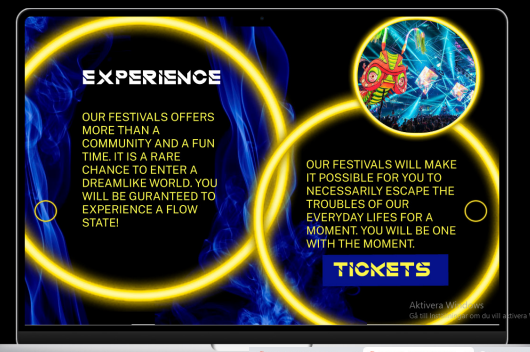 EXPERIENCE
OUR FESTIVALS OFFERS
MORE THAN A
COMMUNITY AND A FUN
TIME. IT IS A RARE
CHANCE TO ENTER A
DREAMLIKE WORLD. YOU
WILL BE GURANTEED TO
EXPERIENCE A FLOW
STATE!
OUR FESTIVALS WILL MAKE
IT POSSIBLE FOR YOU TO
NECESSARILY ESCAPE THE
TROUBLES OF OUR
EVERYDAY LIFES FOR A
MOMENT. YOU WILL BE ONE
WITH THE MOMENT.
TICKETS
Aktivera Windows
Gå till om du vill aktivera